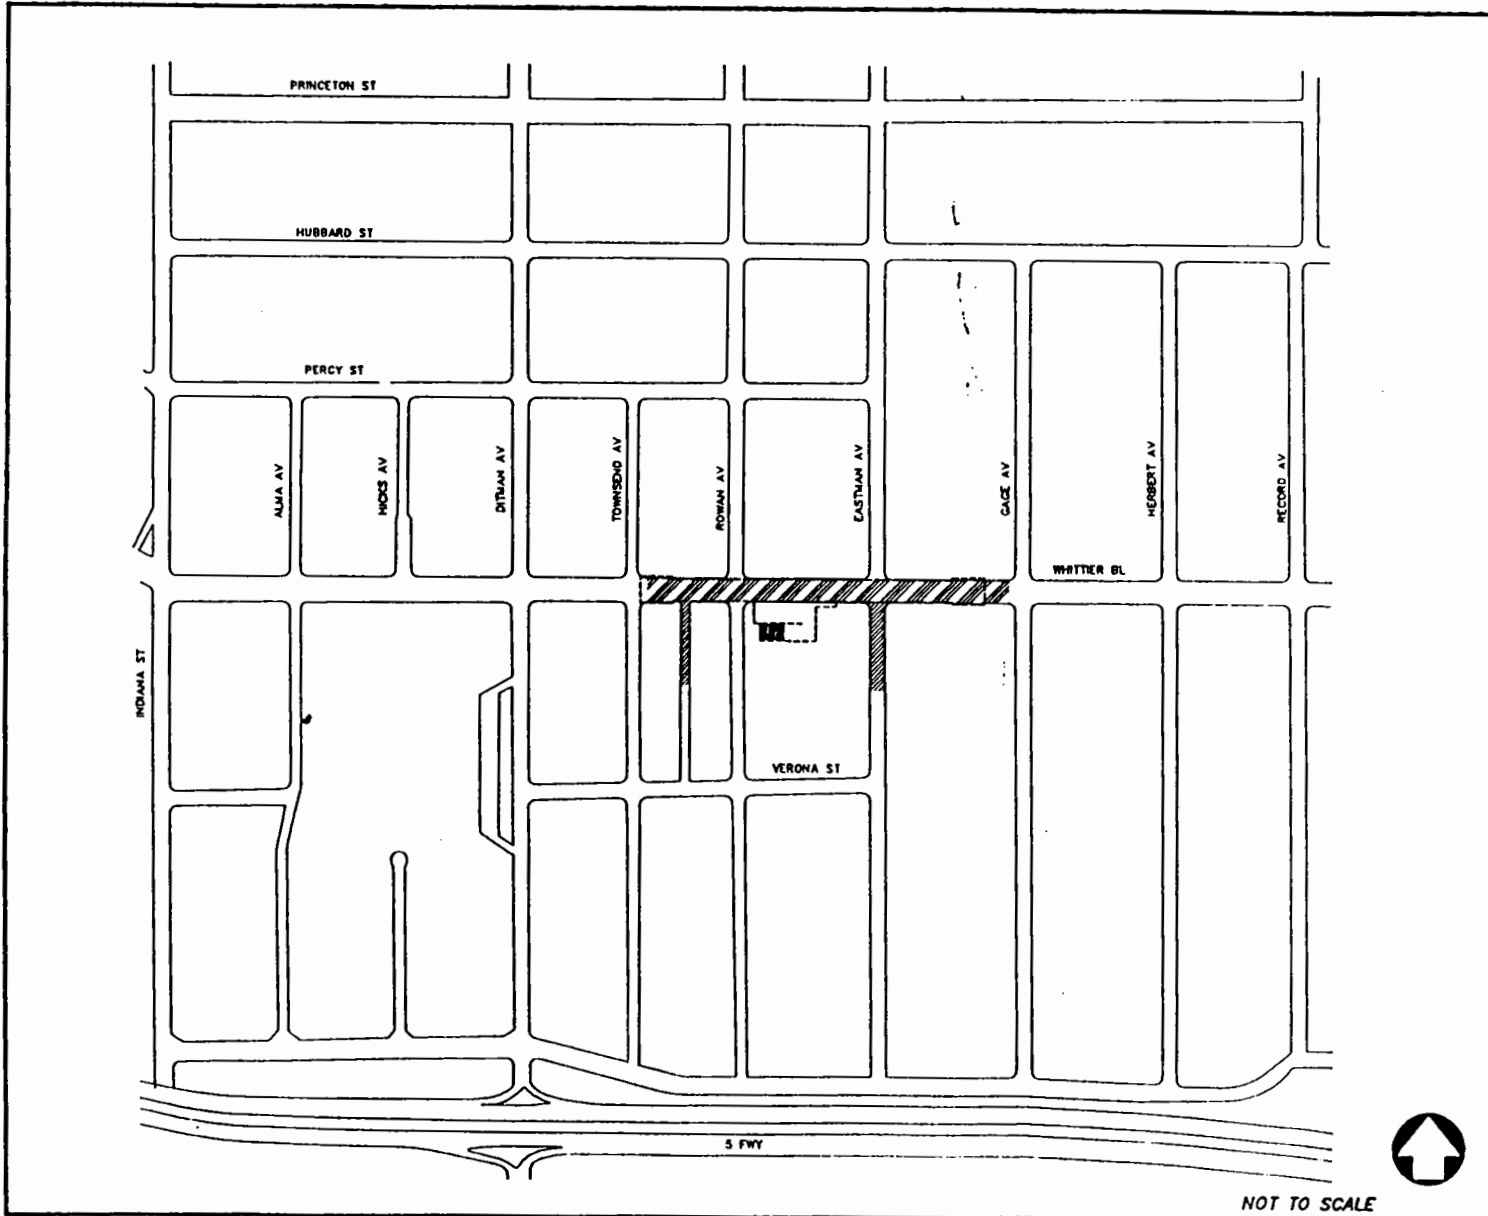 PRINCETON ST
HUBBARD ST
PERCY ST
ALMA AV
HICKS AV
DITMAN AV
TOWNSEND AV
ROWAN AV
EASTMAN AV
GAGE AV
HERBERT AV
RECORD AV
WHITTIER BL
INDIANA ST
VERONA ST
5 FWY
NOT TO SCALE